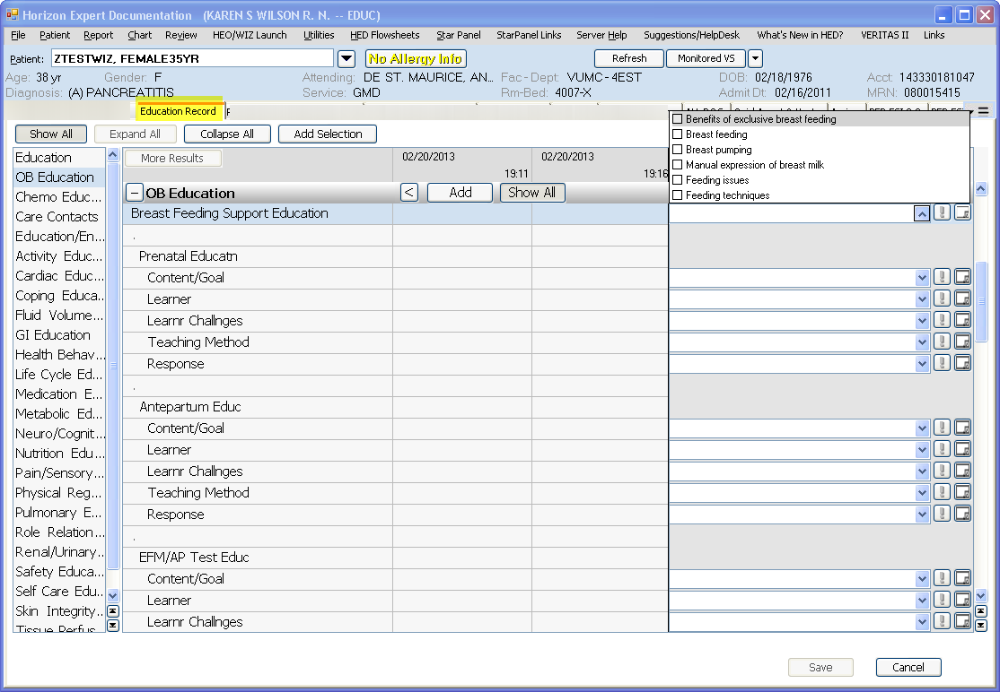 Horizon Expert Documentation (KAREN S WILSON R. N. -- EDUC)
File Patient Report Chart Review HEO/WIZ Launch Utilities HED Flowsheets Star Panel StarPanel Links Server Help Suggestions/HelpDesk What's New in HED? VERITAS II Links
Patient: ZTESTWIZ, FEMALE35YR No Allergy Info Refresh Monitored VS
Age: 38 yr Gender: F Attending: DE ST. MAURICE, AN... Fac-Dept: VUMC-4EST DOB: 02/18/1976 Acct: 143330181047
Diagnosis: (A) PANCREATITIS Service: GMD Rm-Bed: 4007-X Admit Dt: 02/16/2011 MRN: 080015415
Education Record
Show All Expand All Collapse All Add Selection
Benefits of exclusive breast feeding
Breast feeding
Breast pumping
Manual expression of breast milk
Feeding issues
Feeding techniques
Education
OB Education
Chemo Educ...
Care Contacts
Education/En...
Activity Educ...
Cardiac Educ...
Coping Educa...
Fluid Volume...
GI Education
Health Behav...
Life Cycle Ed...
Medication E...
Metabolic Ed...
Neuro/Cognit...
Nutrition Edu...
Pain/Sensory...
Physical Reg...
Pulmonary E...
Role Relation...
Renal/Urinary...
Safety Educa...
Self Care Edu...
Skin Integrity...
Tissue Perfus
More Results 02/20/2013 02/20/2013
19:11 19:16
OB Education < Add Show All
Breast Feeding Support Education
.
Prenatal Educatn
Content/Goal
Learner
Learnr Challnges
Teaching Method
Response
.
Antepartum Educ
Content/Goal
Learner
Learnr Challnges
Teaching Method
Response
.
EFM/AP Test Educ
Content/Goal
Learner
Learnr Challnges
Save Cancel